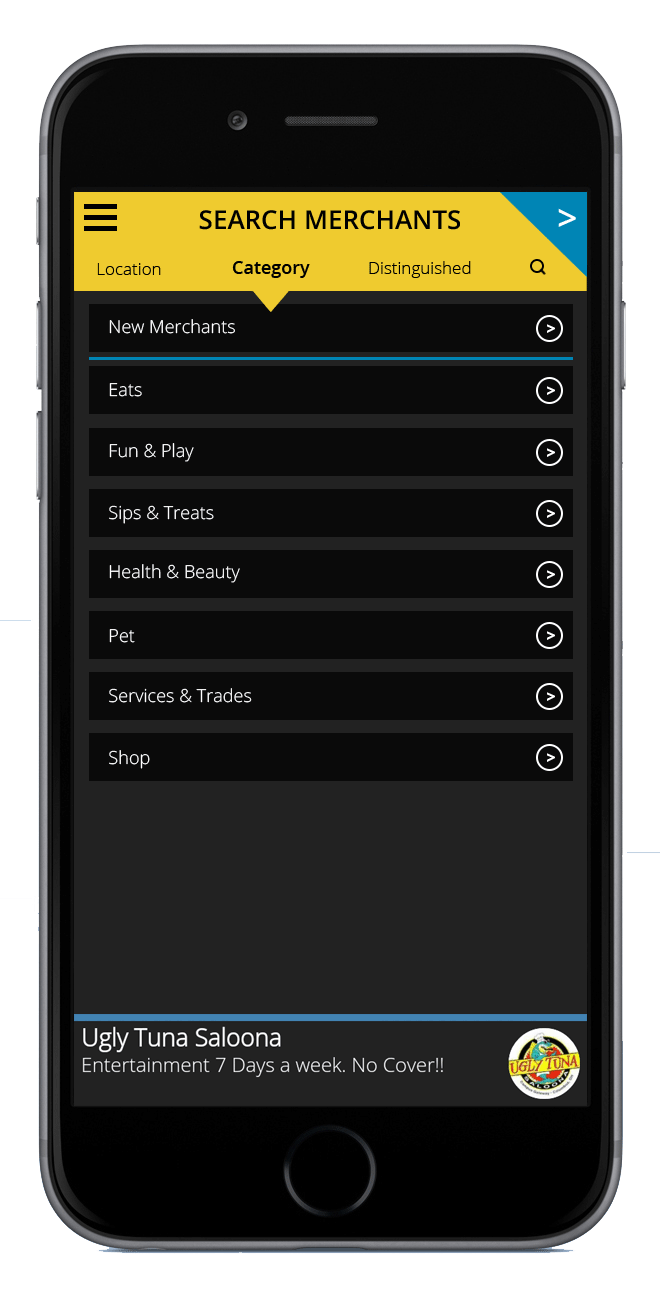 SEARCH MERCHANTS
>
Location Category Distinguished
New Merchants >
Eats >
Fun & Play >
Sips & Treats >
Health & Beauty >
Pet >
Services & Trades >
Shop >
Ugly Tuna Saloona
Entertainment 7 Days a week. No Cover!!
UGLY TUNA
SALOONA